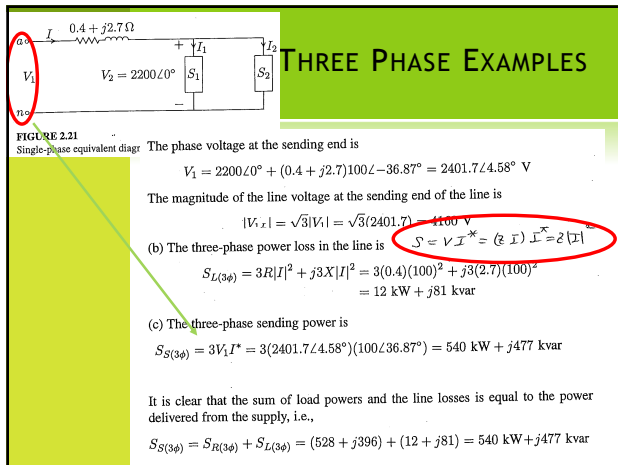 THREE PHASE EXAMPLES
a
I
0.4 + j2.7 Ω
+
I₁
I₂
V₁
V₂ = 2200∠0°
S₁
S₂
−
n
FIGURE 2.21
Single-phase equivalent diagr
The phase voltage at the sending end is
V₁ = 2200∠0° + (0.4 + j2.7)100∠−36.87° = 2401.7∠4.58° V
The magnitude of the line voltage at the sending end of the line is
= √3|V₁| = √3(2401.7) = 4160 V
S = V I* = (Z I) I* = Z |I|²
(b) The three-phase power loss in the line is
S_L(3φ) = 3R|I|² + j3X|I|² = 3(0.4)(100)² + j3(2.7)(100)²
= 12 kW + j81 kvar
(c) The three-phase sending power is
S_S(3φ) = 3V₁I* = 3(2401.7∠4.58°)(100∠36.87°) = 540 kW + j477 kvar
It is clear that the sum of load powers and the line losses is equal to the power
delivered from the supply, i.e.,
S_S(3φ) = S_R(3φ) + S_L(3φ) = (528 + j396) + (12 + j81) = 540 kW + j477 kvar